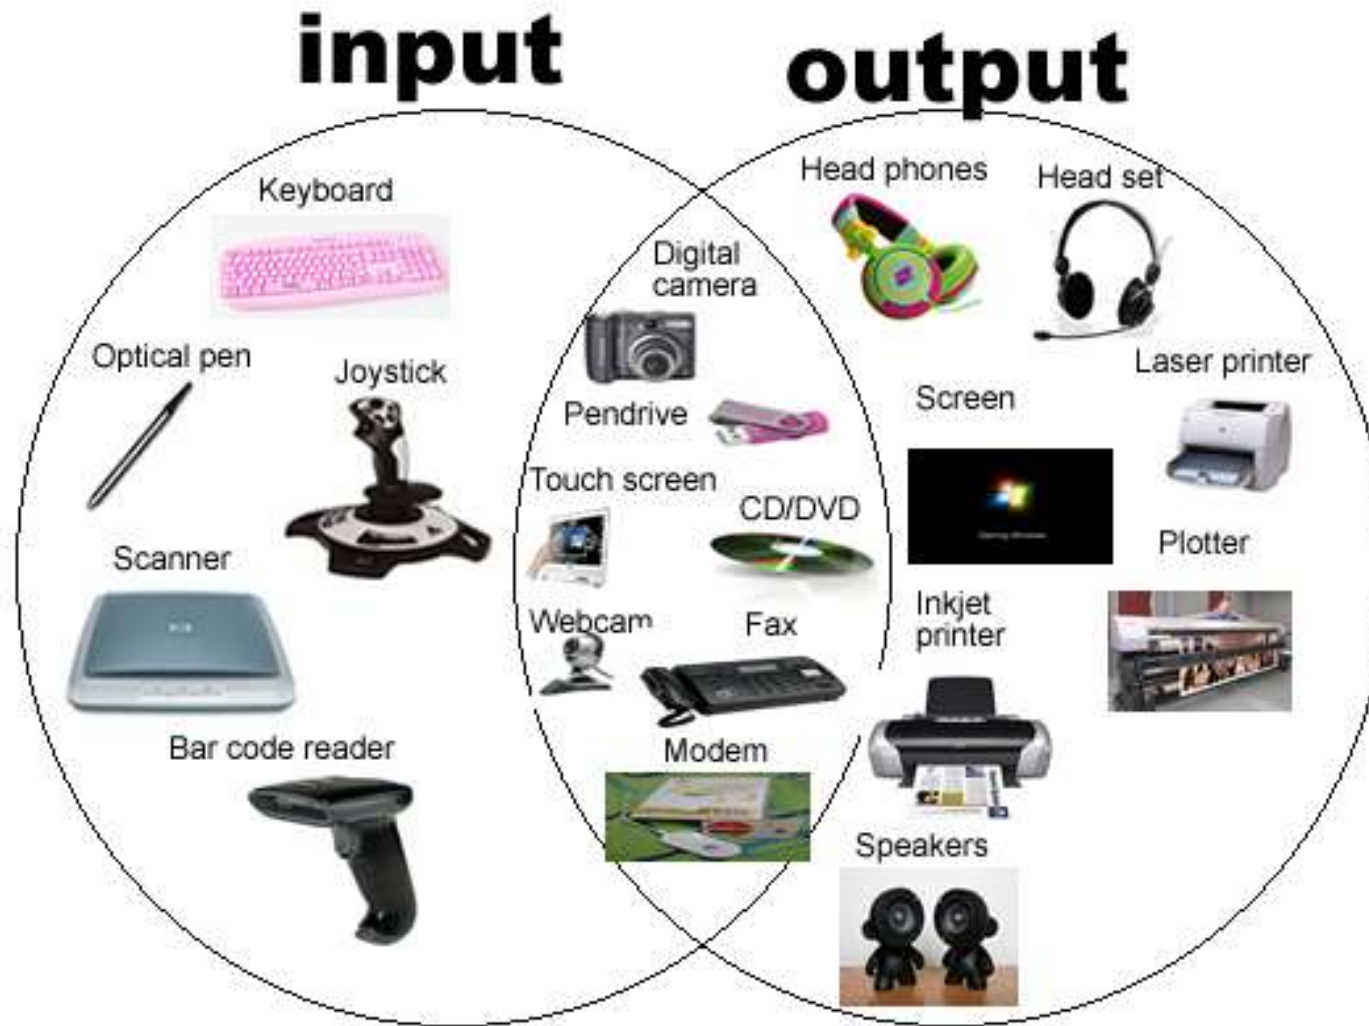 input
output
Keyboard
Optical pen
Joystick
Scanner
Bar code reader
Digital
camera
Pendrive
Touch screen
CD/DVD
Webcam
Fax
Modem
Head phones
Head set
Laser printer
Screen
Plotter
Inkjet
printer
Speakers